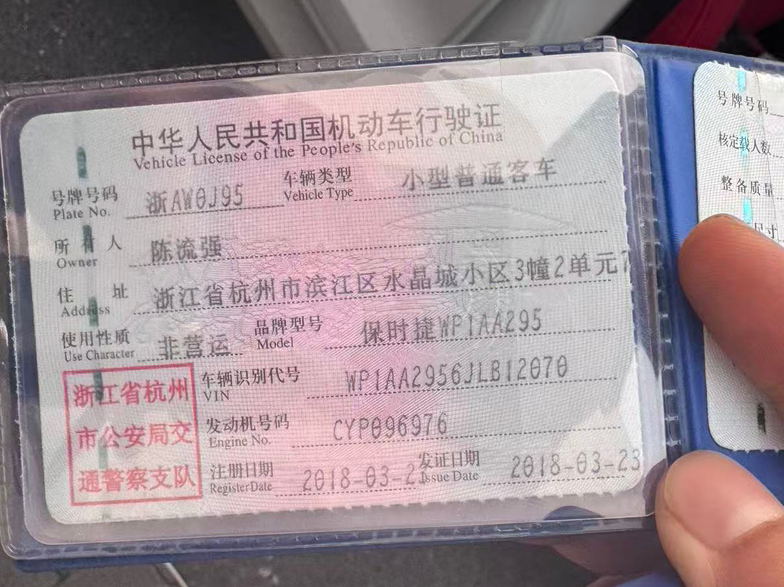 中华人民共和国机动车行驶证
Vehicle License of the People's Republic of China
号牌号码 浙AW0J95 车辆类型 小型普通客车
Plate No. Vehicle Type
所有人 陈流强
Owner
住址 浙江省杭州市滨江区水晶城小区3幢2单元7
Address
使用性质 非营运 品牌型号 保时捷WP1AA295
Use Character Model
车辆识别代号 WP1AA2956JLB12070
VIN
发动机号码 CYP096976
Engine No.
注册日期 2018-03-2 发证日期 2018-03-23
Register Date Issue Date
浙江省杭州
市公安局交
通警察支队
号牌号码
核定载人数
整备质量
尺寸